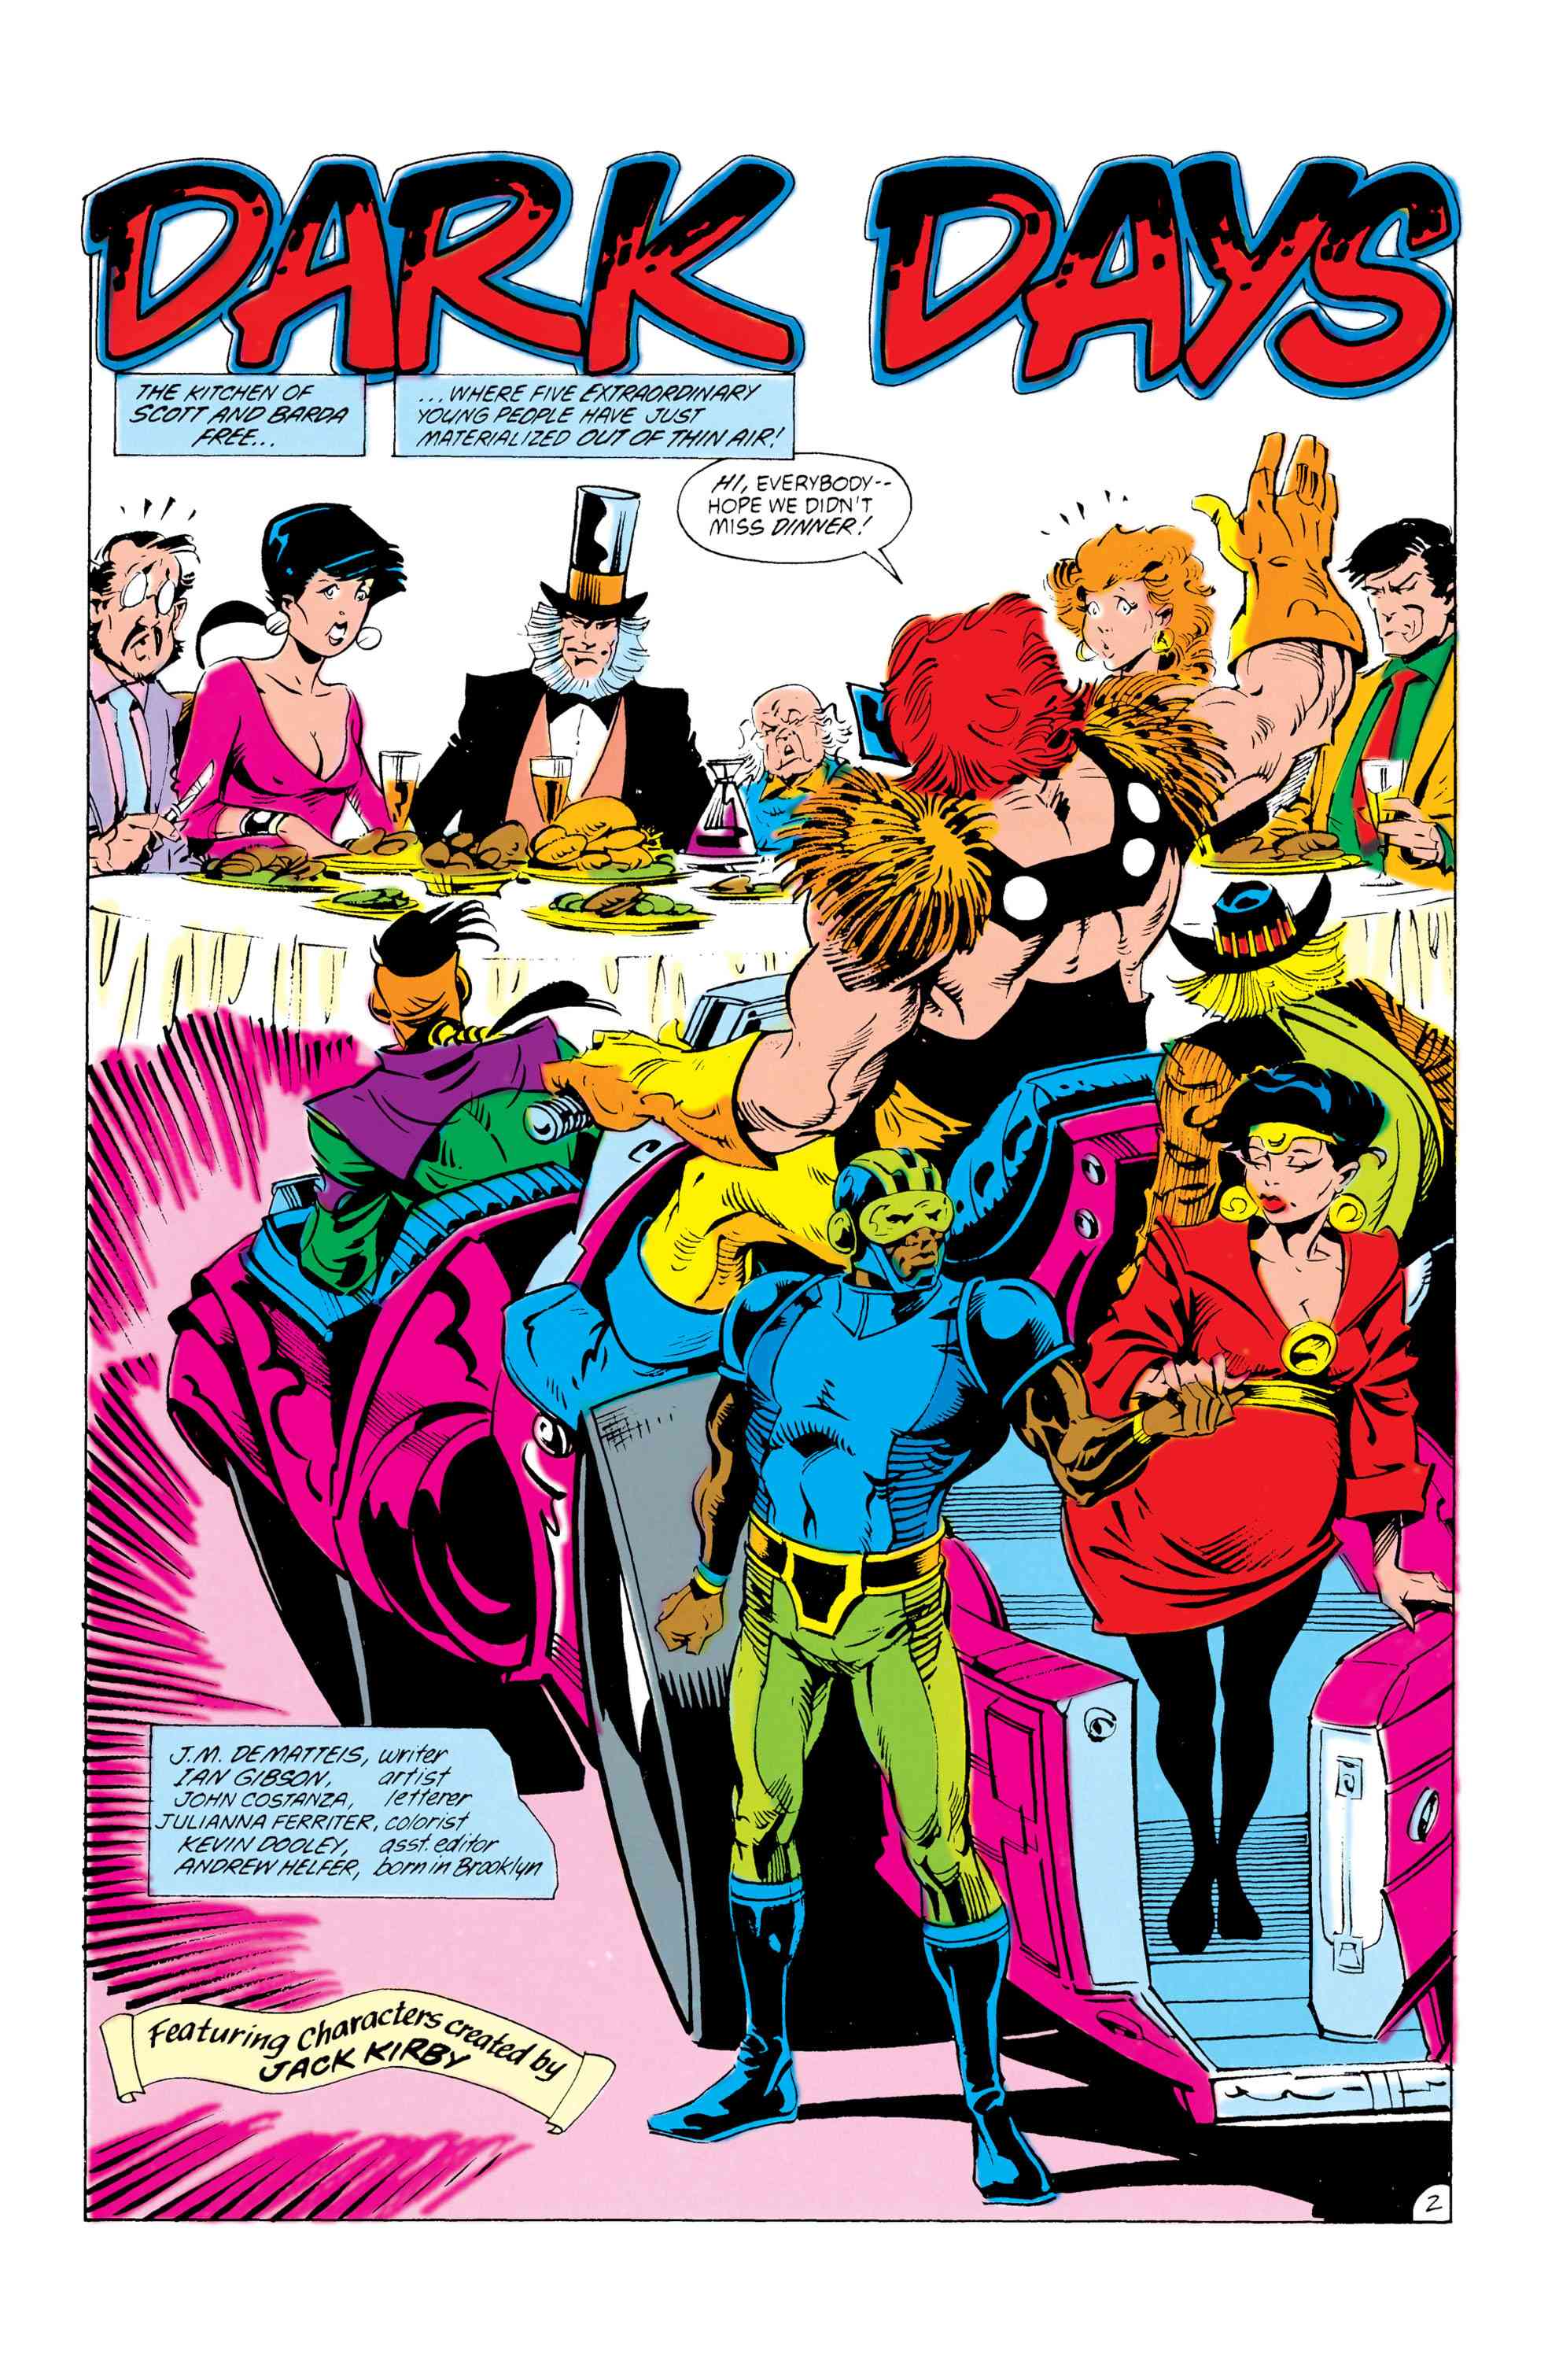 DARK DAYS
THE KITCHEN OF
SCOTT AND BARDA
FREE...
...WHERE FIVE EXTRAORDINARY
YOUNG PEOPLE HAVE JUST
MATERIALIZED OUT OF THIN AIR!
HI, EVERYBODY--
HOPE WE DIDN'T
MISS DINNER!
J.M. DEMATTEIS, writer
IAN GIBSON, artist
JOHN COSTANZA, letterer
JULIANNA FERRITER, colorist
KEVIN DOOLEY, asst. editor
ANDREW HELFER, born in Brooklyn
Featuring Characters created by
JACK KIRBY
2